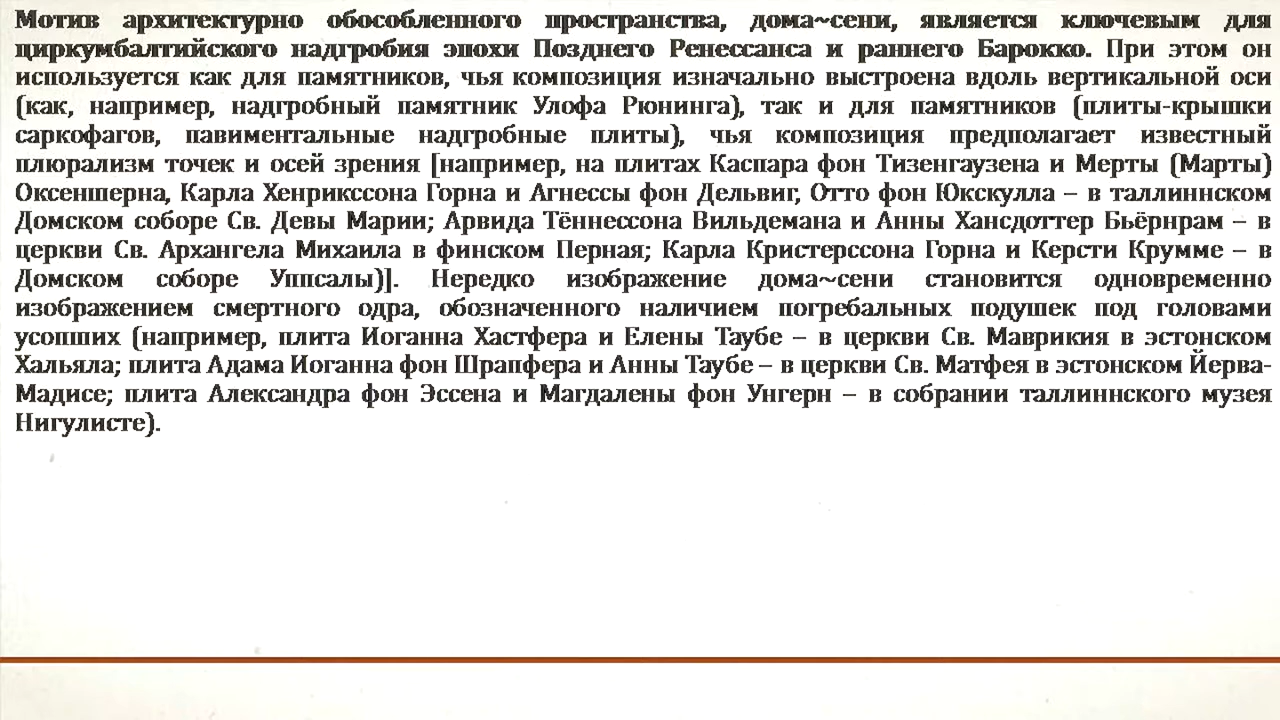 Мотив архитектурно обособленного пространства, дома~сени, является ключевым для
циркумбалтийского надгробия эпохи Позднего Ренессанса и раннего Барокко. При этом он
используется как для памятников, чья композиция изначально выстроена вдоль вертикальной оси
(как, например, надгробный памятник Улофа Рюнинга), так и для памятников (плиты-крышки
саркофагов, павиментальные надгробные плиты), чья композиция предполагает известный
плюрализм точек и осей зрения [например, на плитах Каспара фон Тизенгаузена и Мерты (Марты)
Оксеншерна, Карла Хенрикссона Горна и Агнессы фон Дельвиг, Отто фон Юкскулла – в таллиннском
Домском соборе Св. Девы Марии; Арвида Тённессона Вильдемана и Анны Хансдоттер Бьёрнрам – в
церкви Св. Архангела Михаила в финском Перная; Карла Кристерссона Горна и Керсти Крумме – в
Домском соборе Уппсалы)]. Нередко изображение дома~сени становится одновременно
изображением смертного одра, обозначенного наличием погребальных подушек под головами
усопших (например, плита Иоганна Хастфера и Елены Таубе – в церкви Св. Маврикия в эстонском
Хальяла; плита Адама Иоганна фон Шрапфера и Анны Таубе – в церкви Св. Матфея в эстонском Йерва-
Мадисе; плита Александра фон Эссена и Магдалены фон Унгерн – в собрании таллиннского музея
Нигулисте).